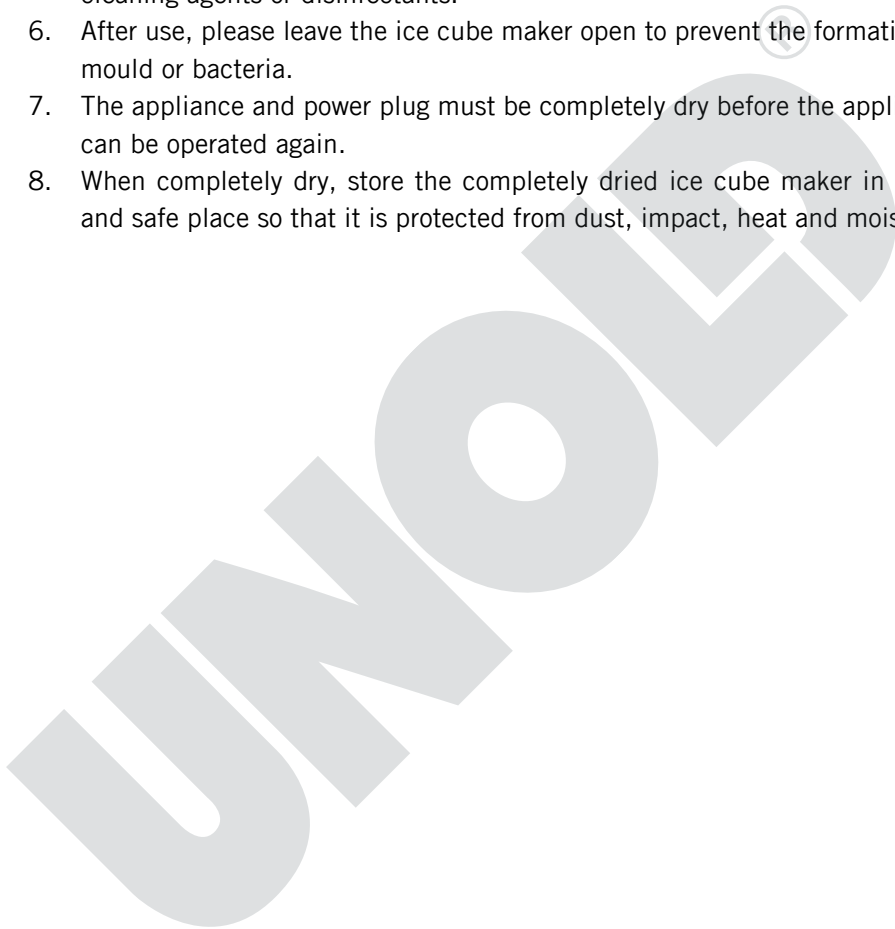 cleaning agents or disinfectants.
6. After use, please leave the ice cube maker open to prevent the formati
mould or bacteria.
7. The appliance and power plug must be completely dry before the appl
can be operated again.
8. When completely dry, store the completely dried ice cube maker in
and safe place so that it is protected from dust, impact, heat and mois
UNOLD®